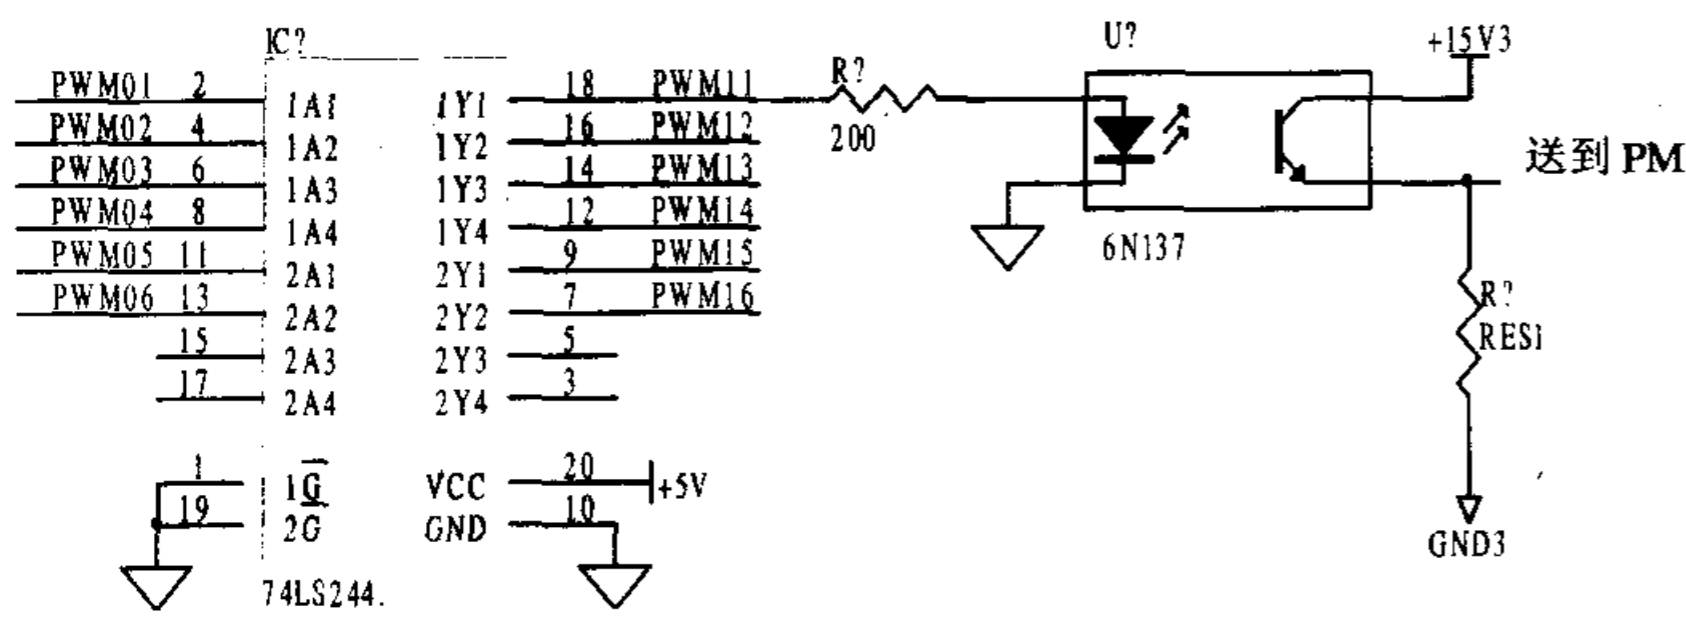 IC?
U?
+15V3
PWM01 2 1A1 1Y1 18 PWM11
R?
200
PWM02 4 1A2 1Y2 16 PWM12
PWM03 6 1A3 1Y3 14 PWM13
送到 PM
PWM04 8 1A4 1Y4 12 PWM14
6N137
PWM05 11 2A1 2Y1 9 PWM15
PWM06 13 2A2 2Y2 7 PWM16
R?
RES1
15 2A3 2Y3 5
17 2A4 2Y4 3
1 1G VCC 20 +5V
19 2G GND 10
GND3
74LS244.